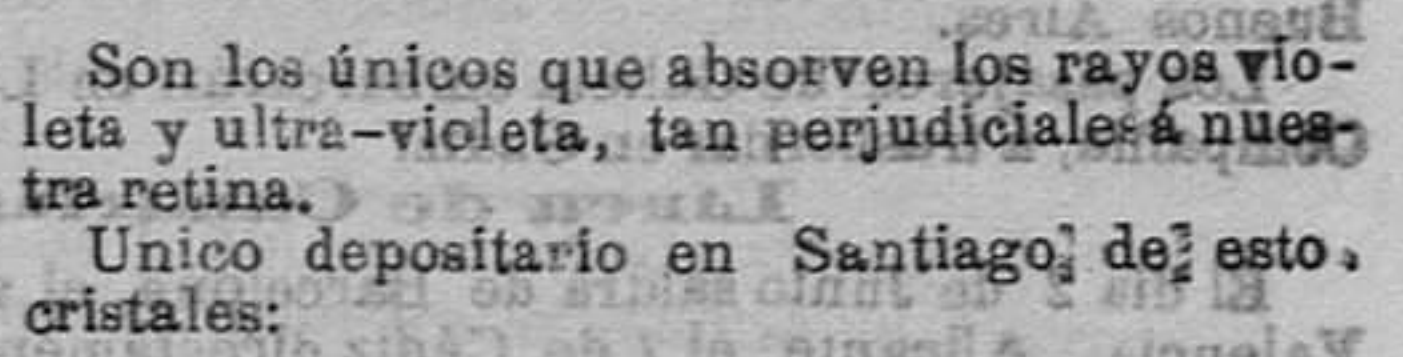 Son los únicos que absorven los rayos vio-
leta y ultra-violeta, tan perjudiciales á nues-
tra retina.
Unico depositario en Santiago de esto
cristales: